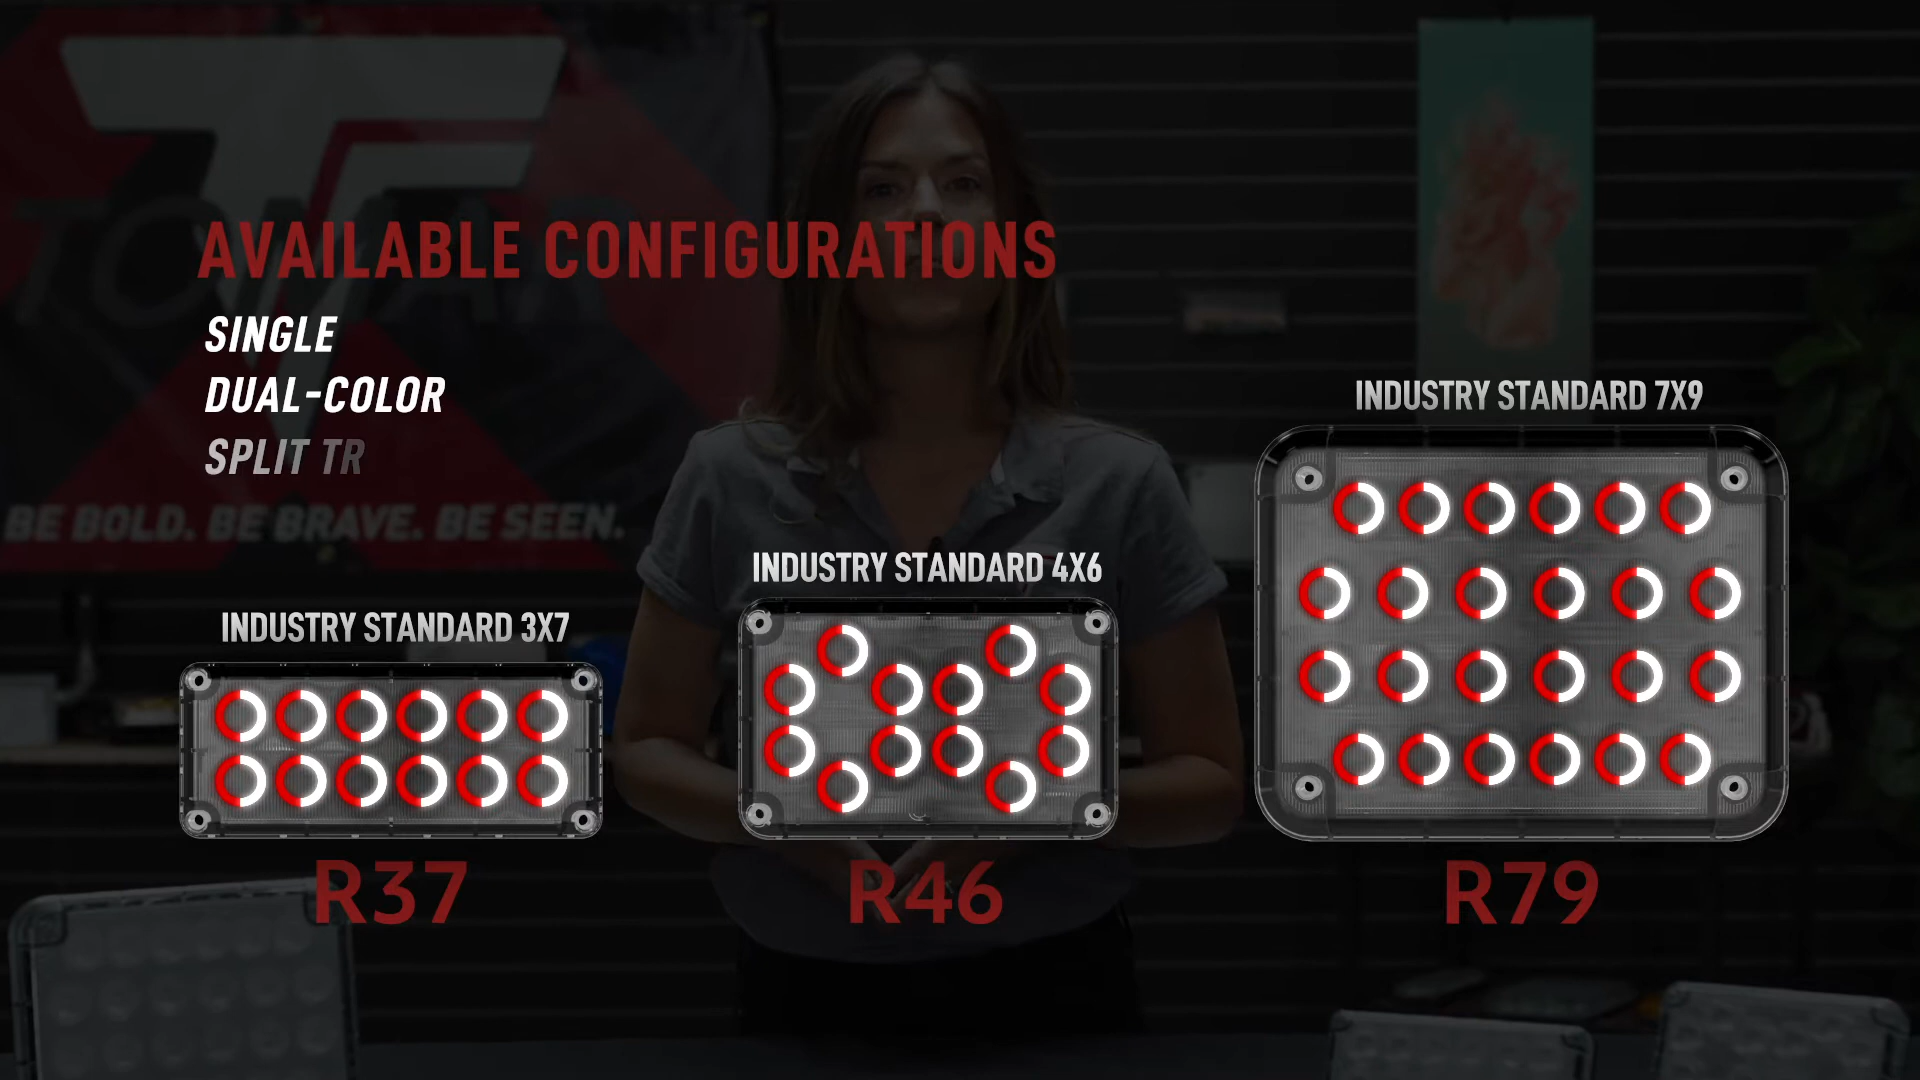 AVAILABLE CONFIGURATIONS
SINGLE
DUAL-COLOR
SPLIT TR
TOMAR
BE BOLD. BE BRAVE. BE SEEN.
INDUSTRY STANDARD 3X7
INDUSTRY STANDARD 4X6
INDUSTRY STANDARD 7X9
R37
R46
R79